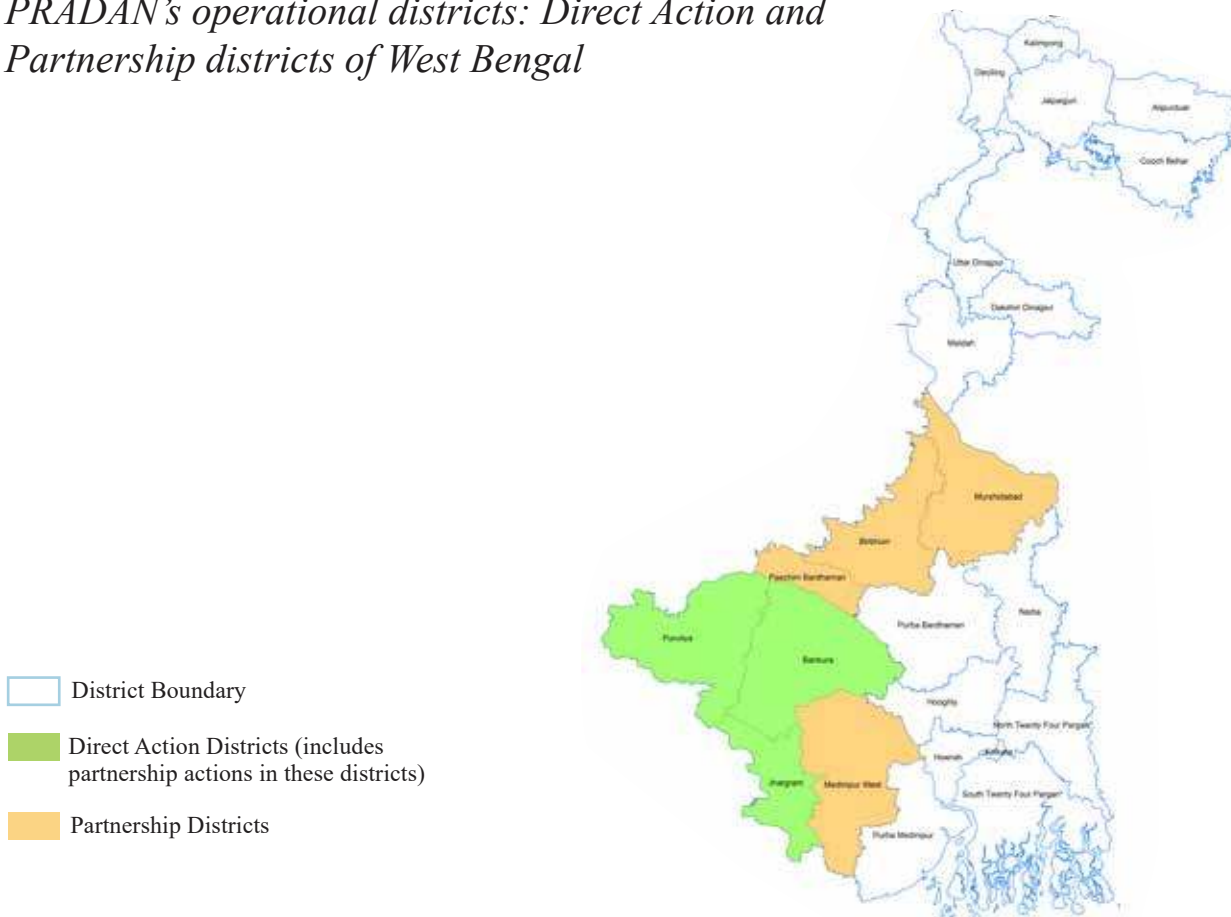 PRADAN's operational districts: Direct Action and
Partnership districts of West Bengal
Kalimpong
Darjiling
Jalpaiguri
Alipurduar
Cooch Behar
Uttar Dinajpur
Dakshin Dinajpur
Maldah
Murshidabad
Birbhum
Paschim Bardhaman
Purba Bardhaman
Nadia
Puruliya
Bankura
Hooghly
North Twenty Four Pargan*
Kolkata
Howrah
Jhargram
Medinipur West
South Twenty Four Pargan*
Purba Medinipur
District Boundary
Direct Action Districts (includes
partnership actions in these districts)
Partnership Districts